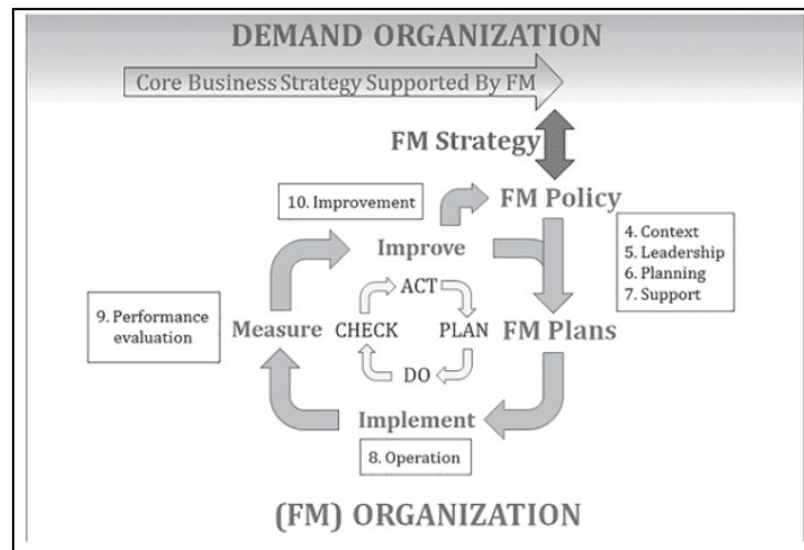 DEMAND ORGANIZATION
Core Business Strategy Supported By FM
FM Strategy
10. Improvement
FM Policy
Improve
4. Context
5. Leadership
6. Planning
7. Support
ACT
9. Performance
evaluation
Measure
CHECK
PLAN
FM Plans
DO
Implement
8. Operation
(FM) ORGANIZATION